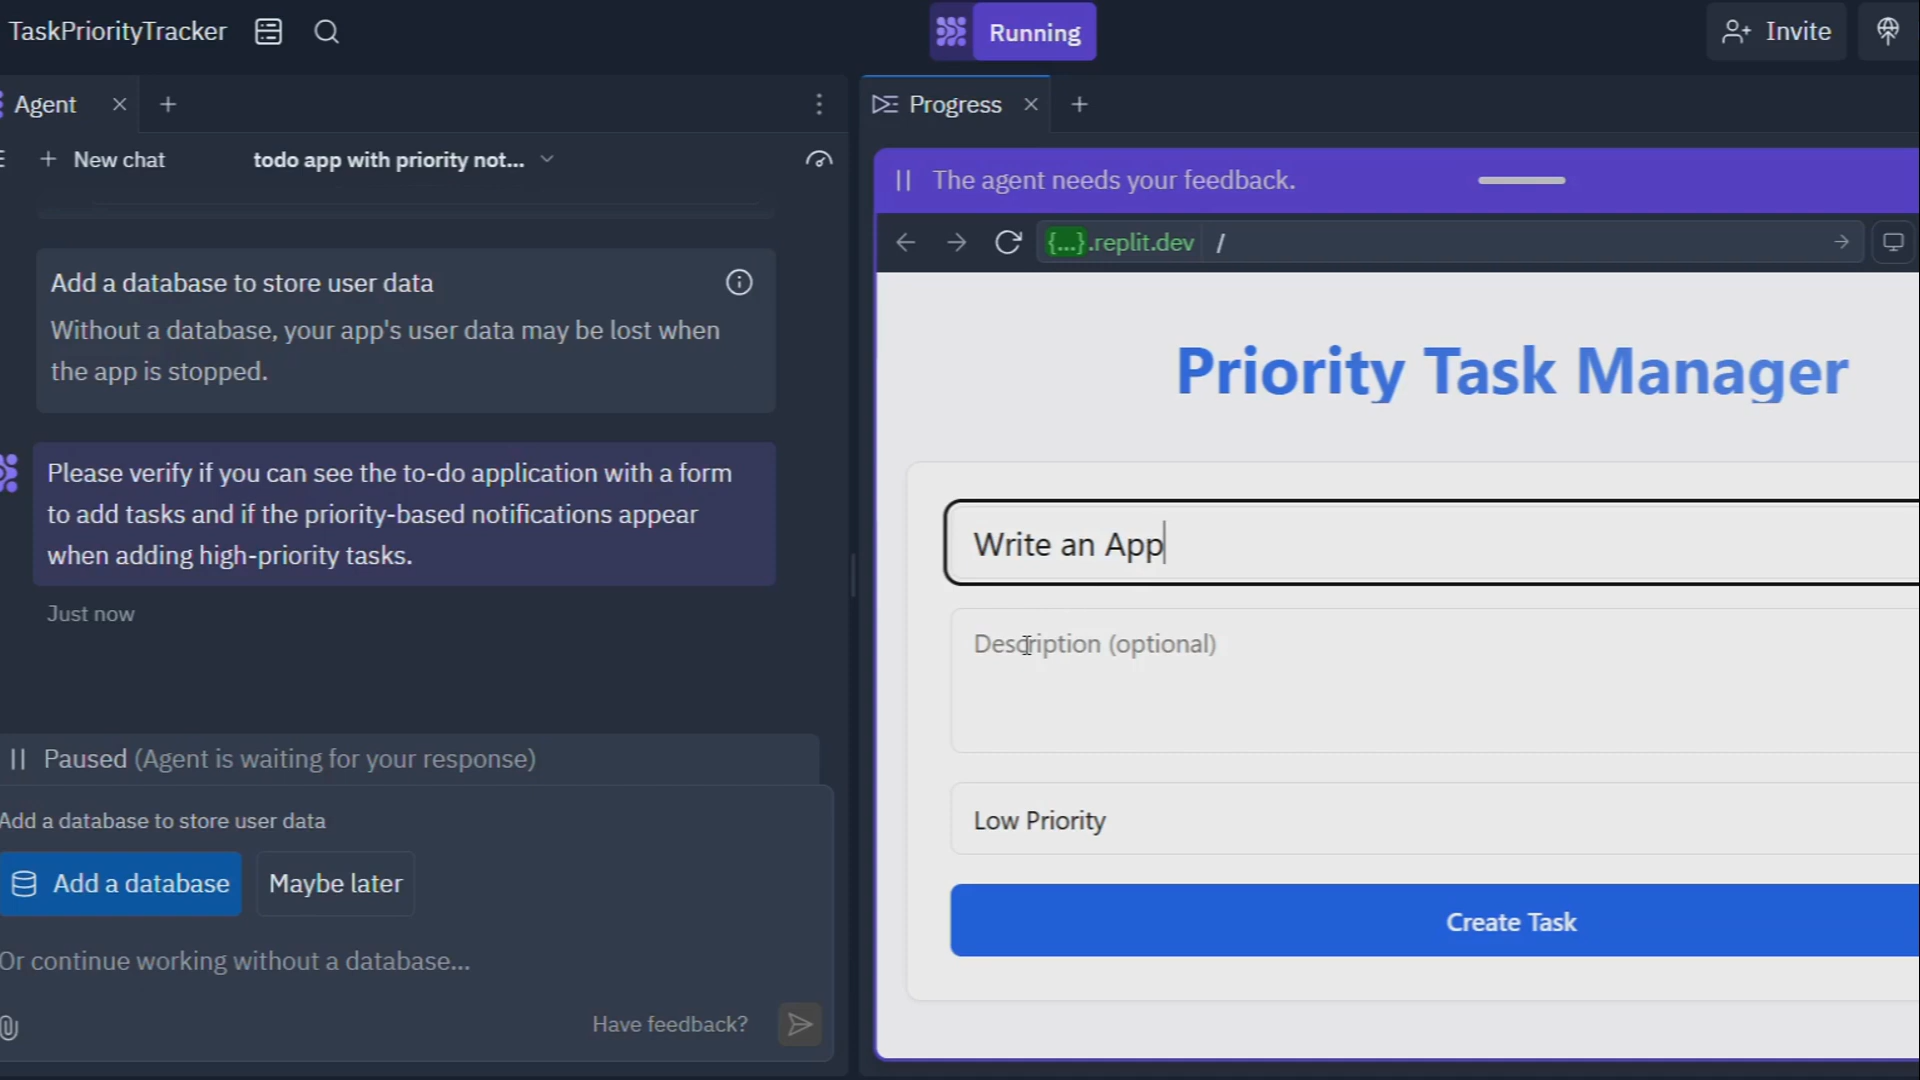 TaskPriorityTracker
Running
Invite
Agent
New chat
todo app with priority not...
Add a database to store user data
Without a database, your app's user data may be lost when
the app is stopped.
Please verify if you can see the to-do application with a form
to add tasks and if the priority-based notifications appear
when adding high-priority tasks.
Just now
Paused (Agent is waiting for your response)
Add a database to store user data
Add a database
Maybe later
Or continue working without a database...
Have feedback?
Progress
The agent needs your feedback.
{...}.replit.dev /
Priority Task Manager
Write an App
Description (optional)
Low Priority
Create Task